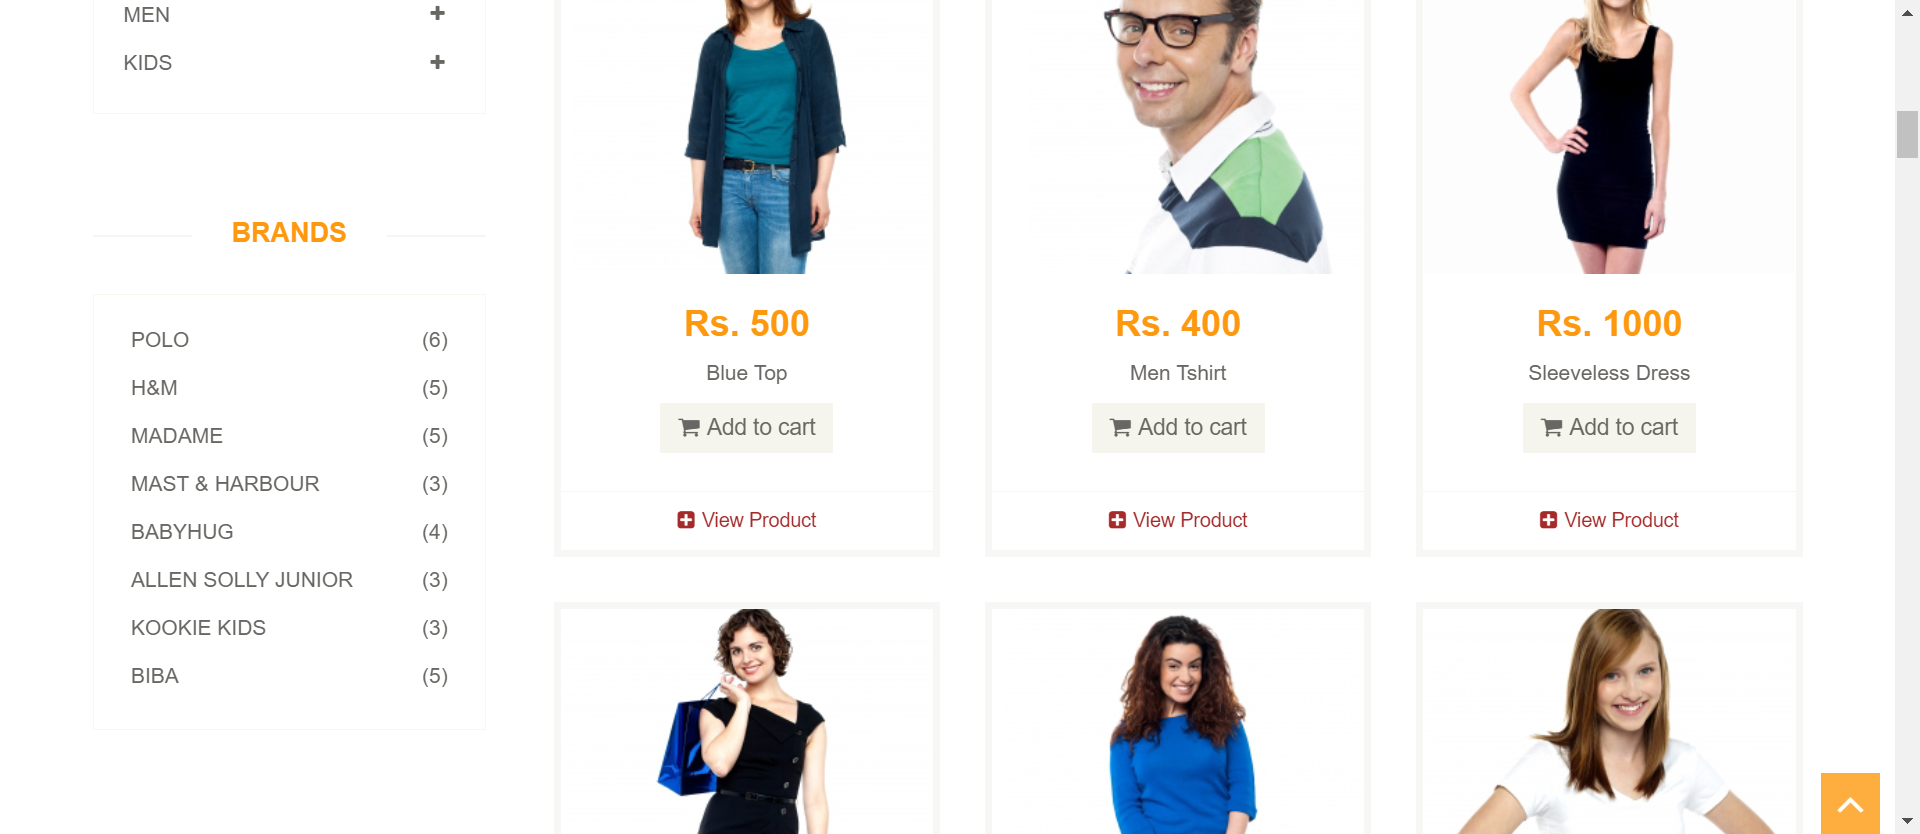 MEN
KIDS
BRANDS
POLO (6)
H&M (5)
MADAME (5)
MAST & HARBOUR (3)
BABYHUG (4)
ALLEN SOLLY JUNIOR (3)
KOOKIE KIDS (3)
BIBA (5)
Rs. 500
Blue Top
Add to cart
View Product
Rs. 400
Men Tshirt
Add to cart
View Product
Rs. 1000
Sleeveless Dress
Add to cart
View Product